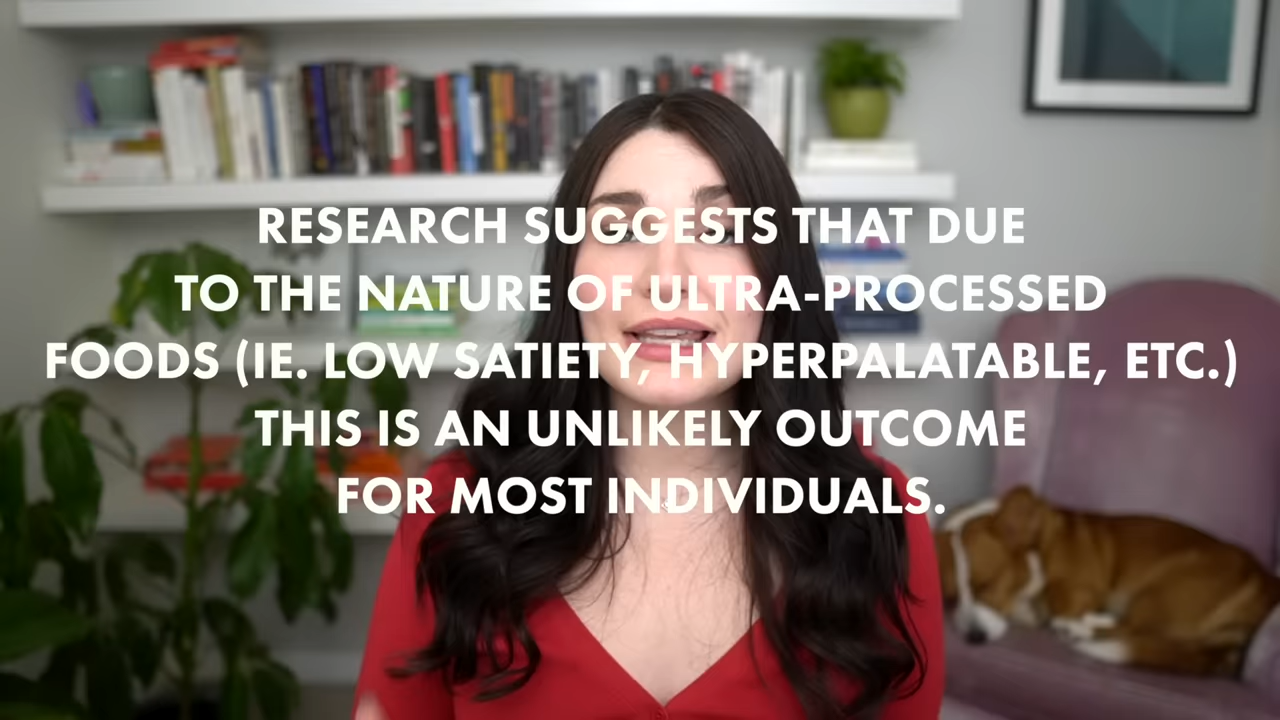 RESEARCH SUGGESTS THAT DUE
TO THE NATURE OF ULTRA-PROCESSED
FOODS (IE. LOW SATIETY, HYPERPALATABLE, ETC.)
THIS IS AN UNLIKELY OUTCOME
FOR MOST INDIVIDUALS.